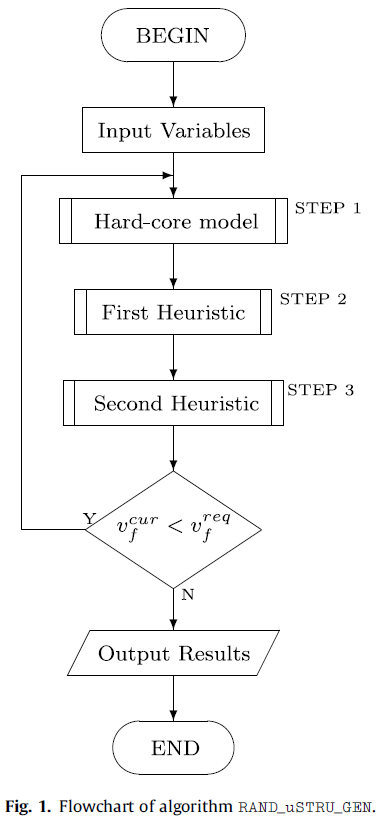 BEGIN
Input Variables
Hard-core model
STEP 1
First Heuristic
STEP 2
Second Heuristic
STEP 3
Y
v_f^{cur} < v_f^{req}
N
Output Results
END
Fig. 1. Flowchart of algorithm RAND_uSTRU_GEN.